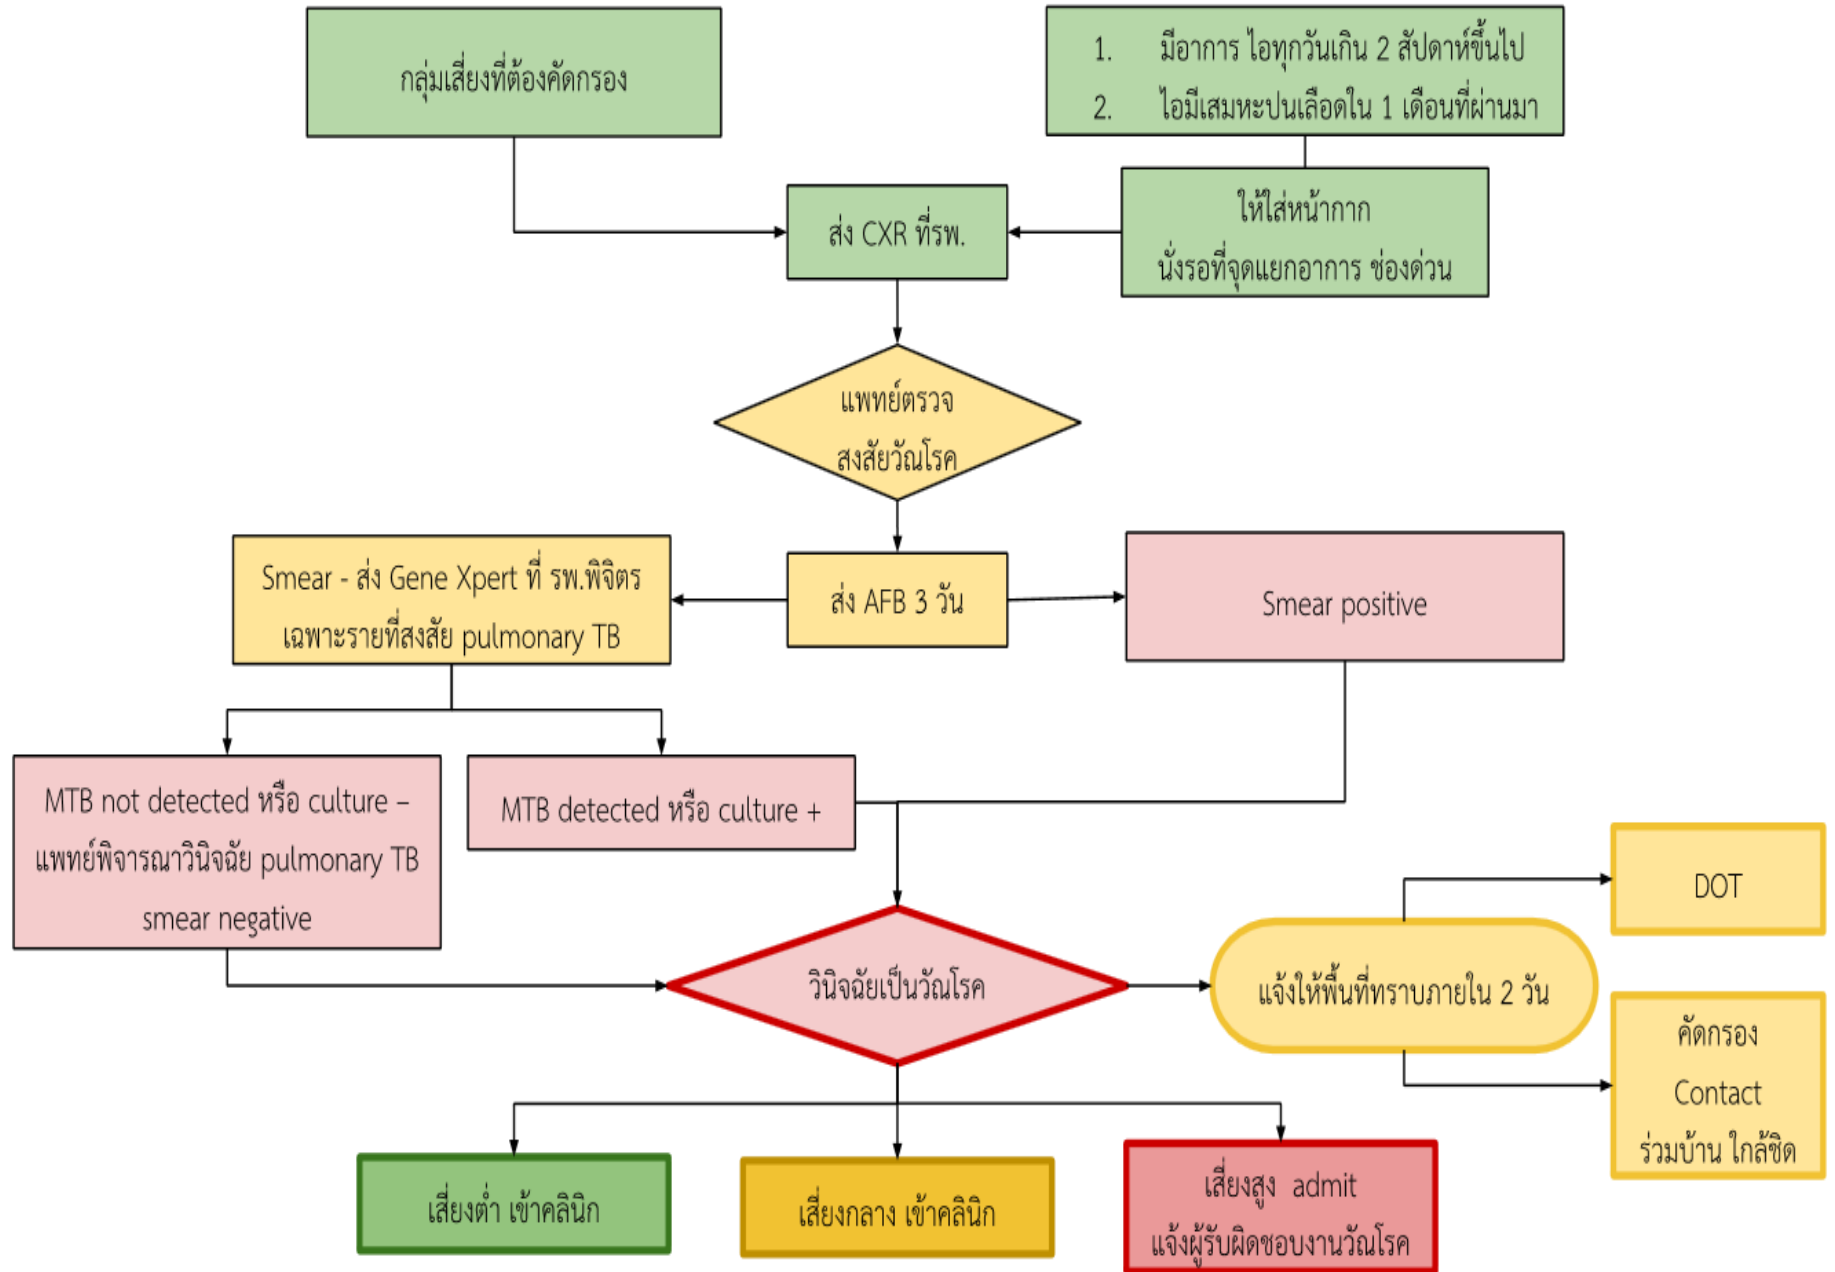 กลุ่มเสี่ยงที่ต้องคัดกรอง
1. มีอาการ ไอทุกวันเกิน 2 สัปดาห์ขึ้นไป
2. ไอมีเสมหะปนเลือดใน 1 เดือนที่ผ่านมา
ส่ง CXR ที่รพ.
ให้ใส่หน้ากาก
นั่งรอที่จุดแยกอาการ ช่องด่วน
แพทย์ตรวจ
สงสัยวัณโรค
Smear - ส่ง Gene Xpert ที่ รพ.พิจิตร
เฉพาะรายที่สงสัย pulmonary TB
ส่ง AFB 3 วัน
Smear positive
MTB not detected หรือ culture –
แพทย์พิจารณาวินิจฉัย pulmonary TB
smear negative
MTB detected หรือ culture +
DOT
วินิจฉัยเป็นวัณโรค
แจ้งให้พื้นที่ทราบภายใน 2 วัน
คัดกรอง
Contact
ร่วมบ้าน ใกล้ชิด
เสี่ยงต่ำ เข้าคลินิก
เสี่ยงกลาง เข้าคลินิก
เสี่ยงสูง admit
แจ้งผู้รับผิดชอบงานวัณโรค